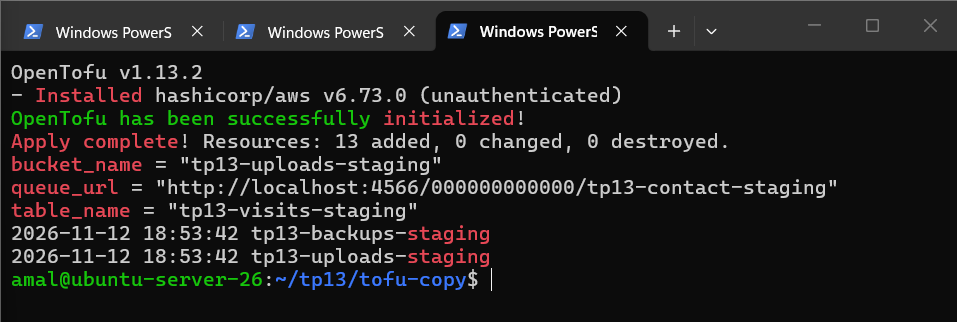 Windows PowerS
Windows PowerS
Windows PowerS
OpenTofu v1.13.2
- Installed hashicorp/aws v6.73.0 (unauthenticated)
OpenTofu has been successfully initialized!
Apply complete! Resources: 13 added, 0 changed, 0 destroyed.
bucket_name = "tp13-uploads-staging"
queue_url = "http://localhost:4566/000000000000/tp13-contact-staging"
table_name = "tp13-visits-staging"
2026-11-12 18:53:42 tp13-backups-staging
2026-11-12 18:53:42 tp13-uploads-staging
amal@ubuntu-server-26:~/tp13/tofu-copy$